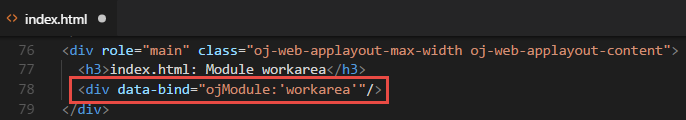 index.html
76 <div role="main" class="oj-web-applayout-max-width oj-web-applayout-content">
77 <h3>index.html: Module workarea</h3>
78 <div data-bind="ojModule:'workarea'"/>
79 </div>